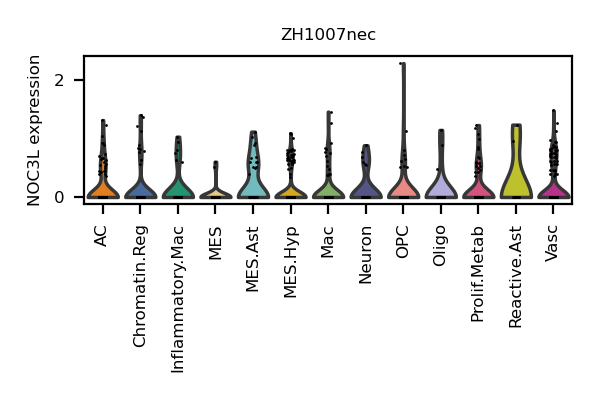 ZH1007nec
NOC3L expression
2
0
AC
Chromatin.Reg
Inflammatory.Mac
MES
MES.Ast
MES.Hyp
Mac
Neuron
OPC
Oligo
Prolif.Metab
Reactive.Ast
Vasc